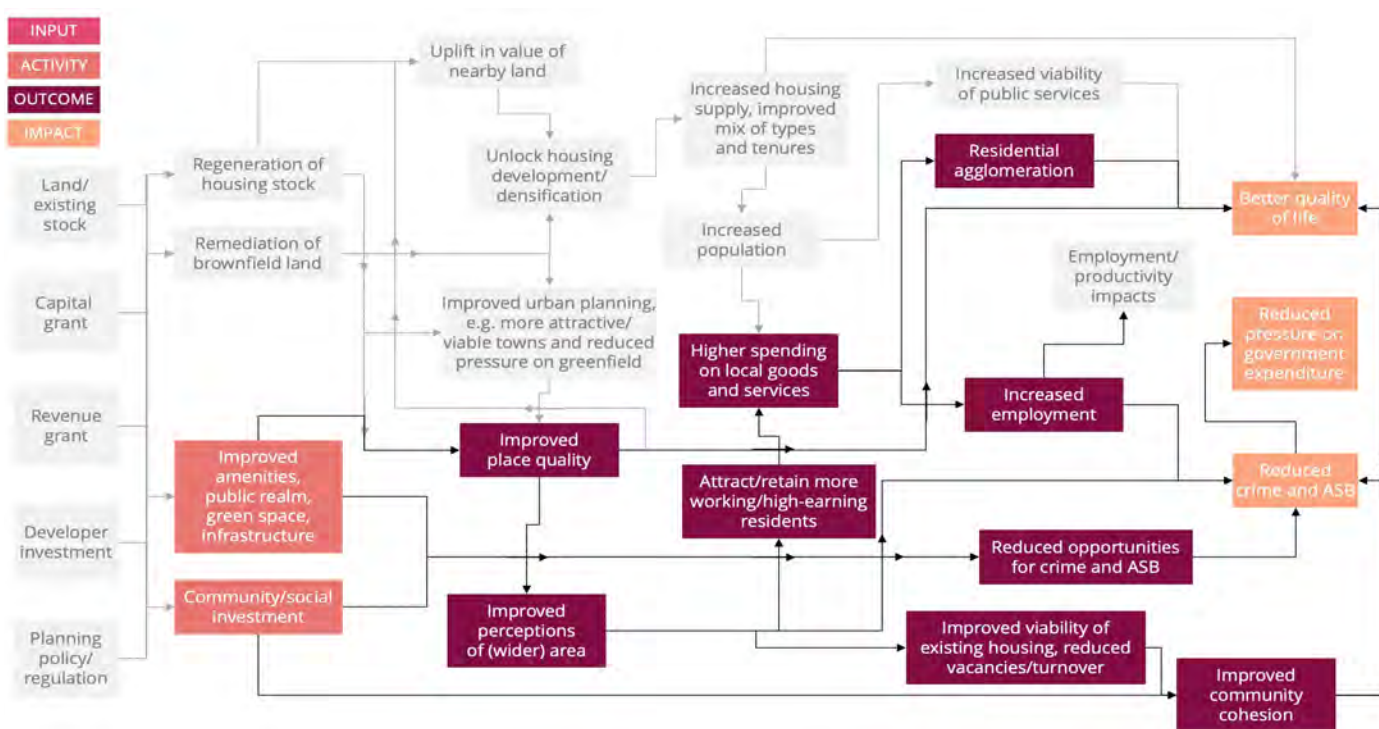 INPUT
ACTIVITY
OUTCOME
IMPACT
Land/
existing
stock
Capital
grant
Revenue
grant
Developer
investment
Planning
policy/
regulation
Regeneration of
housing stock
Remediation of
brownfield land
Improved
amenities,
public realm,
green space,
infrastructure
Community/social
investment
Uplift in value of
nearby land
Unlock housing
development/
densification
Improved urban planning,
e.g. more attractive/
viable towns and reduced
pressure on greenfield
Improved
place quality
Improved
perceptions
of (wider) area
Increased housing
supply, improved
mix of types
and tenures
Increased
population
Higher spending
on local goods
and services
Attract/retain more
working/high-earning
residents
Increased viability
of public services
Residential
agglomeration
Employment/
productivity
impacts
Increased
employment
Reduced opportunities
for crime and ASB
Improved viability of
existing housing, reduced
vacancies/turnover
Improved
community
cohesion
Better quality
of life
Reduced
pressure on
government
expenditure
Reduced
crime and ASB